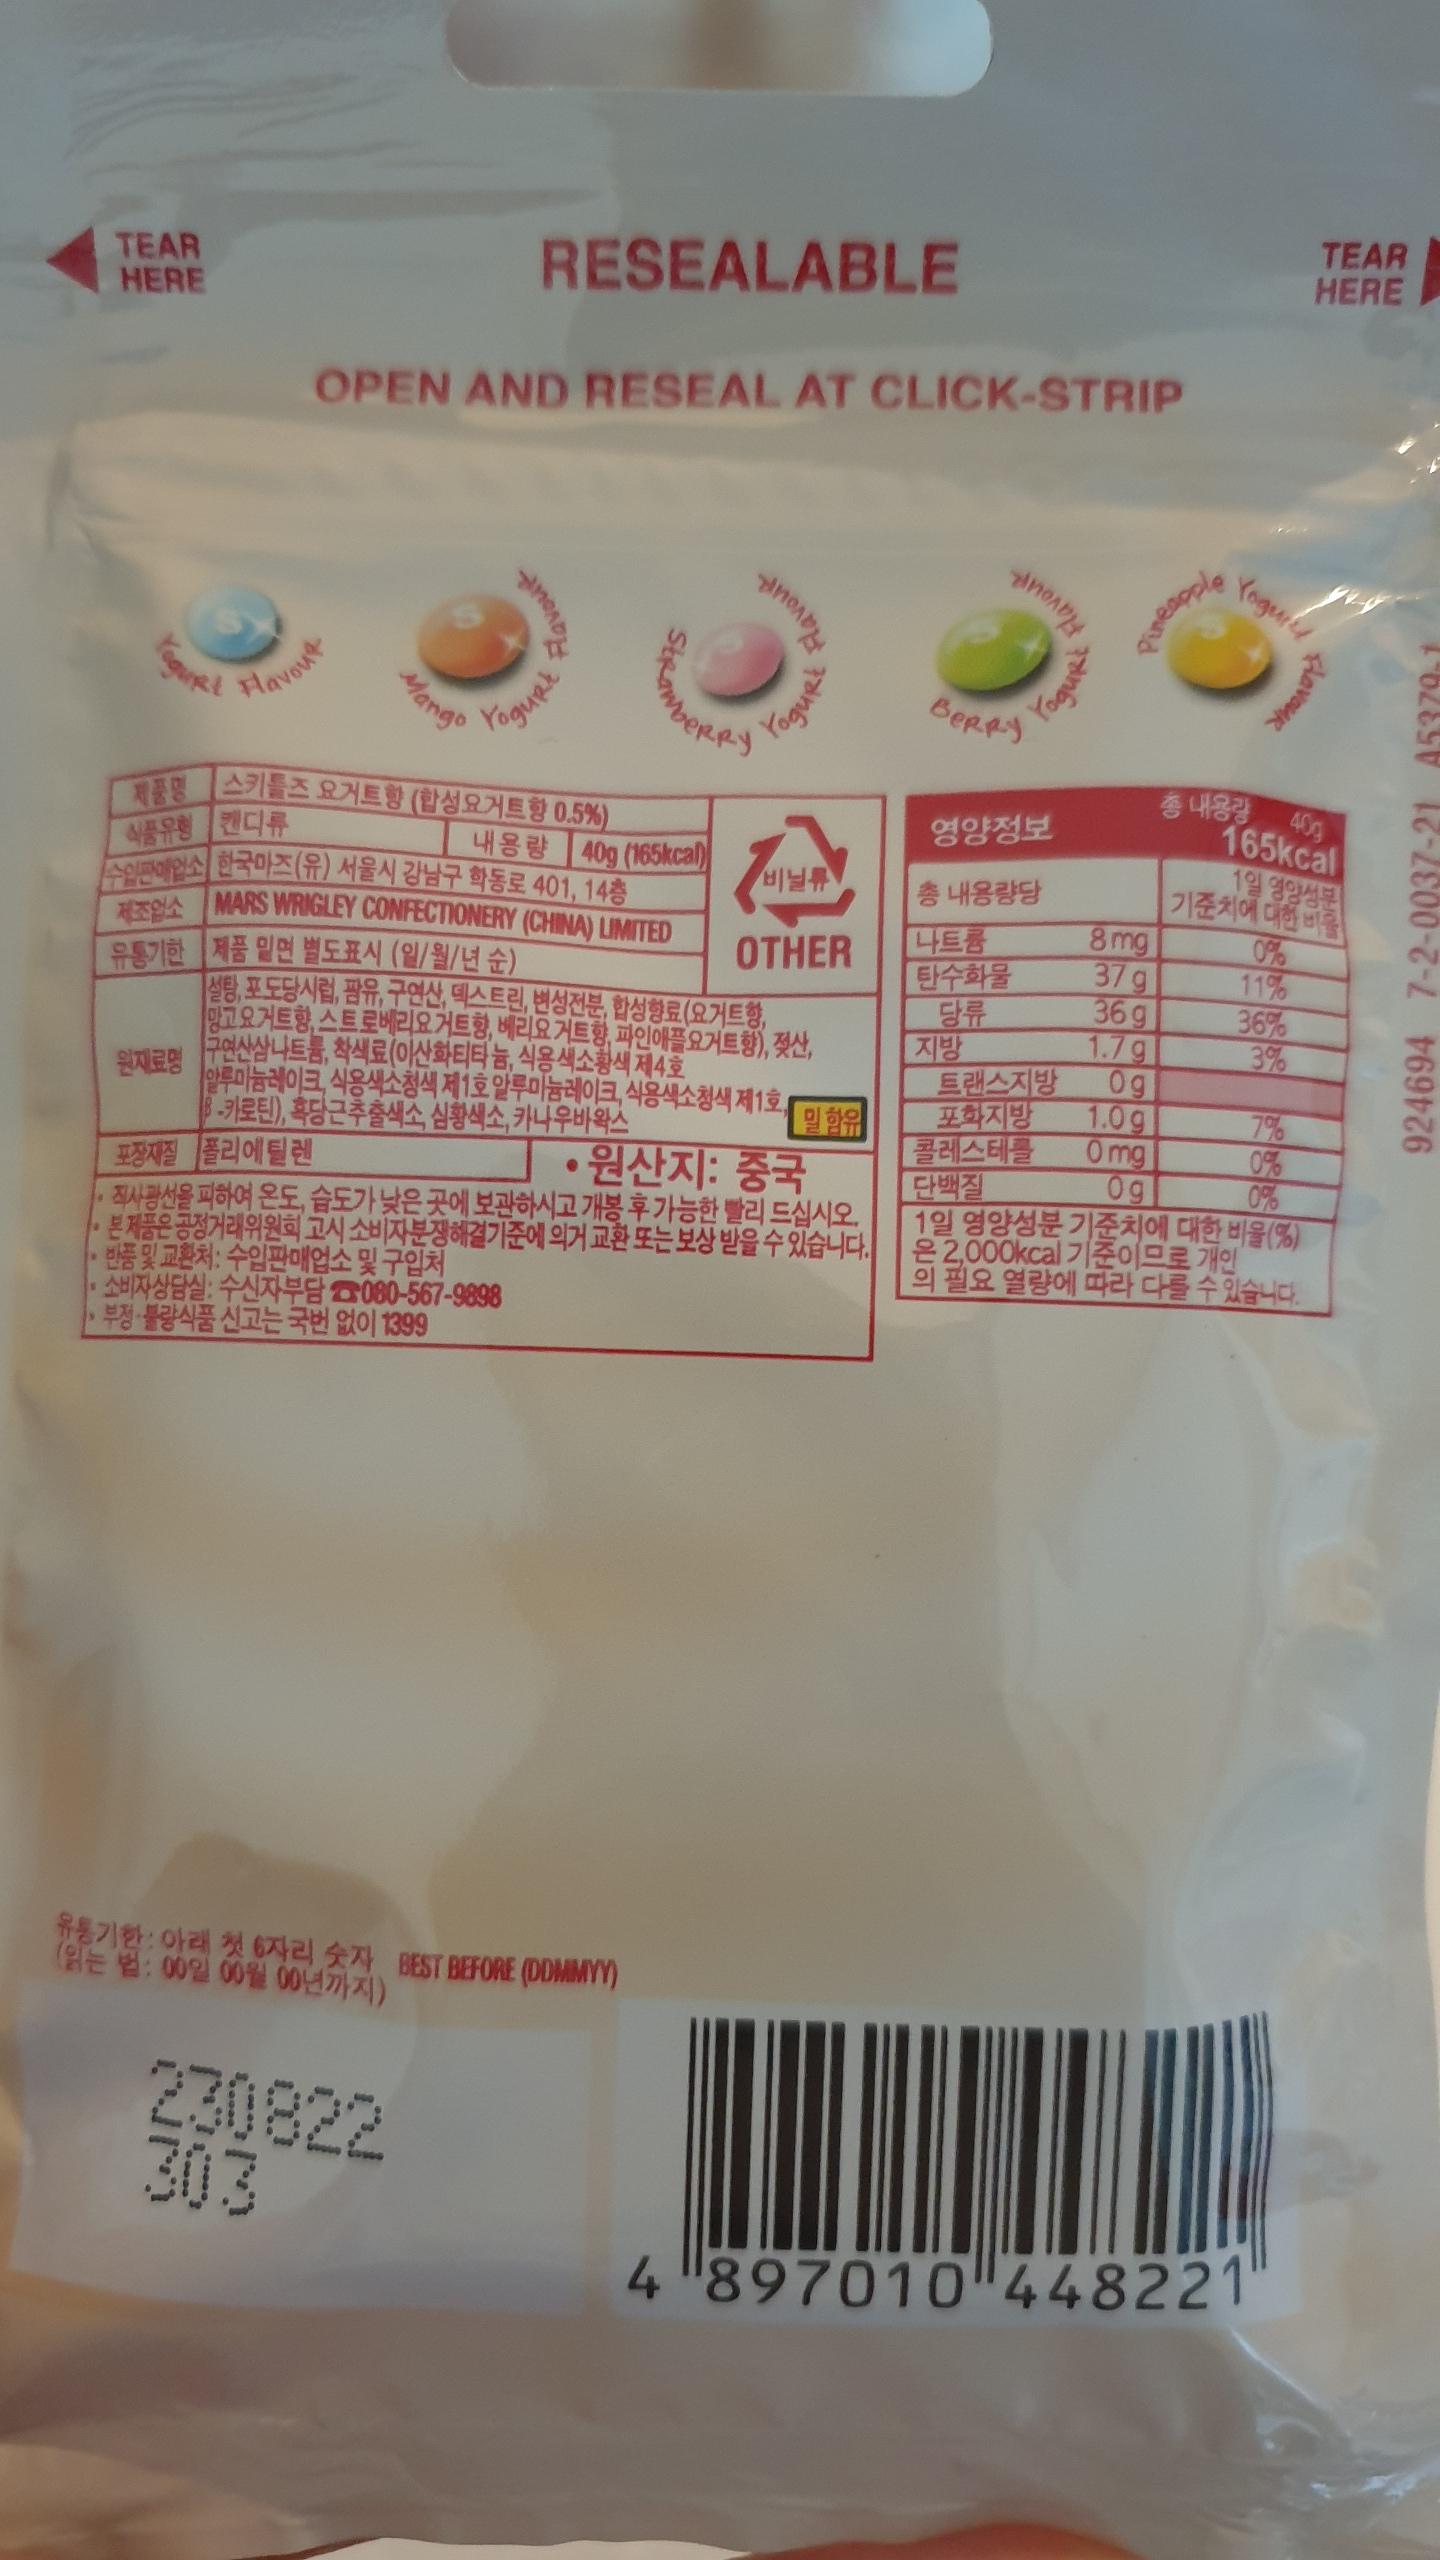 TEAR HERE
RESEALABLE
TEAR HERE
OPEN AND RESEAL AT CLICK-STRIP
Yogurt Flavour
Mango Yogurt Flavour
Strawberry Yogurt Flavour
Berry Yogurt Flavour
Pineapple Yogurt Flavour
제품명 스키틀즈 요거트향 (합성요거트향 0.5%)
식품유형 캔디류 내용량 40g (165kcal)
수입판매업소 한국마즈(유) 서울시 강남구 학동로 401, 14층
제조업소 MARS WRIGLEY CONFECTIONERY (CHINA) LIMITED
유통기한 제품 밑면 별도표시 (일/월/년 순)
비닐류
OTHER
원재료명
설탕, 포도당시럽, 팜유, 구연산, 덱스트린, 변성전분, 합성향료(요거트향,
망고요거트향, 스트로베리요거트향, 베리요거트향, 파인애플요거트향), 젖산,
구연산삼나트륨, 착색료(이산화티타늄, 식용색소황색 제4호
알루미늄레이크, 식용색소청색 제1호 알루미늄레이크, 식용색소청색 제1호,
β-카로틴), 흑당근추출색소, 심황색소, 카나우바왁스
밀 함유
포장재질 폴리에틸렌
• 원산지: 중국
• 직사광선을 피하여 온도, 습도가 낮은 곳에 보관하시고 개봉 후 가능한 빨리 드십시오.
• 본 제품은 공정거래위원회 고시 소비자분쟁해결기준에 의거 교환 또는 보상 받을 수 있습니다.
• 반품 및 교환처: 수입판매업소 및 구입처
• 소비자상담실: 수신자부담 ☎080-567-9898
• 부정·불량식품 신고는 국번 없이 1399
영양정보 총 내용량 40g
165kcal
총 내용량당 1일 영양성분
기준치에 대한 비율
나트륨 8 mg 0%
탄수화물 37 g 11%
당류 36 g 36%
지방 1.7 g 3%
트랜스지방 0 g
포화지방 1.0 g 7%
콜레스테롤 0 mg 0%
단백질 0 g 0%
1일 영양성분 기준치에 대한 비율(%)
은 2,000kcal 기준이므로 개인
의 필요 열량에 따라 다를 수 있습니다.
924694 7-2-0037-21 A5379-1
유통기한: 아래 첫 6자리 숫자
(읽는 법: 00일 00월 00년까지)
BEST BEFORE (DDMMYY)
230822
303
4 897010 448221